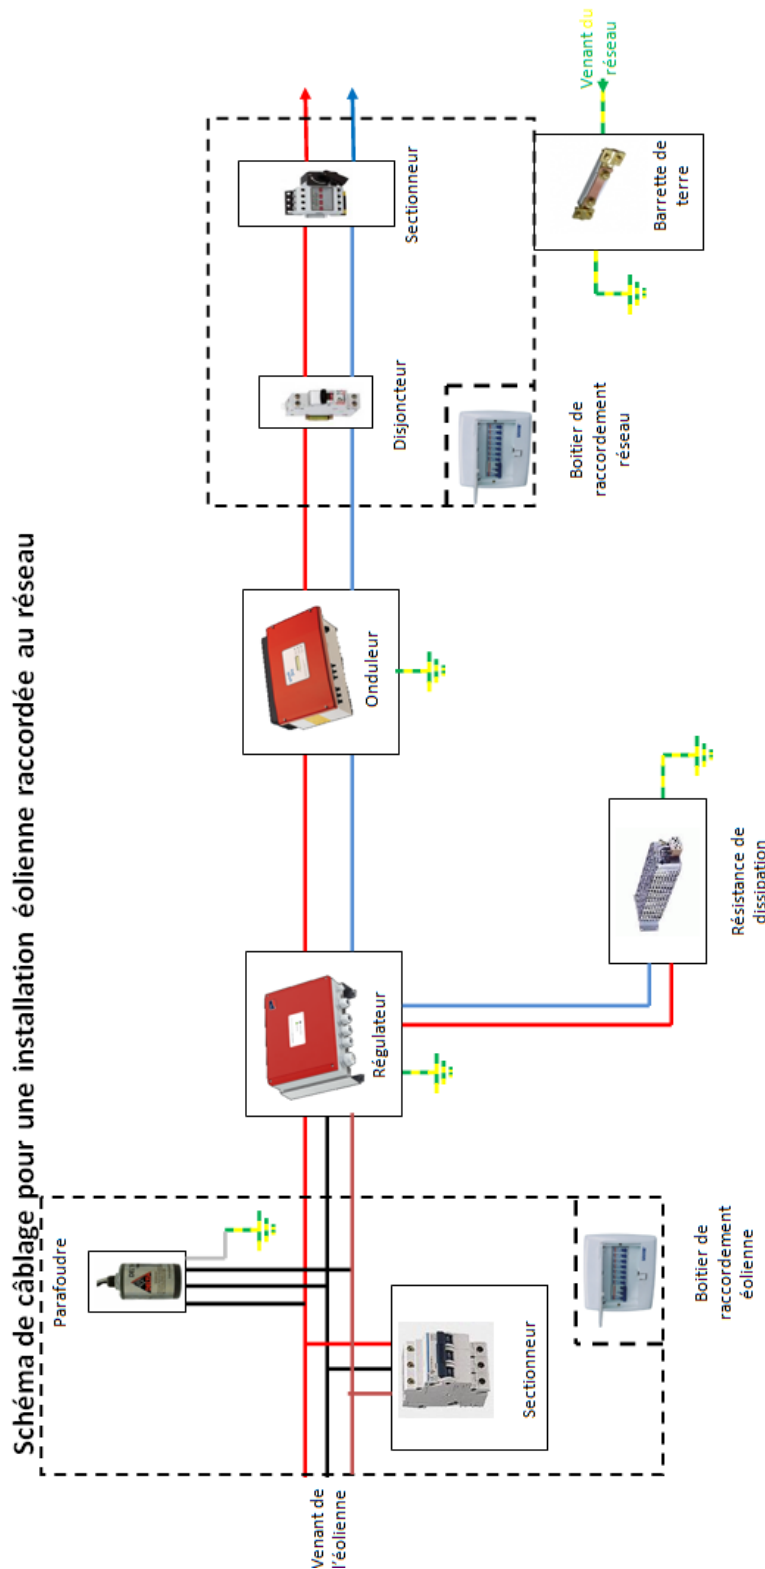 Schéma de câblage pour une installation éolienne raccordée au réseau
Venant de
l'éolienne
Parafoudre
Sectionneur
Boitier de
raccordement
éolienne
Régulateur
Résistance de
dissipation
Onduleur
Disjoncteur
Boitier de
raccordement
réseau
Sectionneur
Barrette de
terre
Venant du
réseau